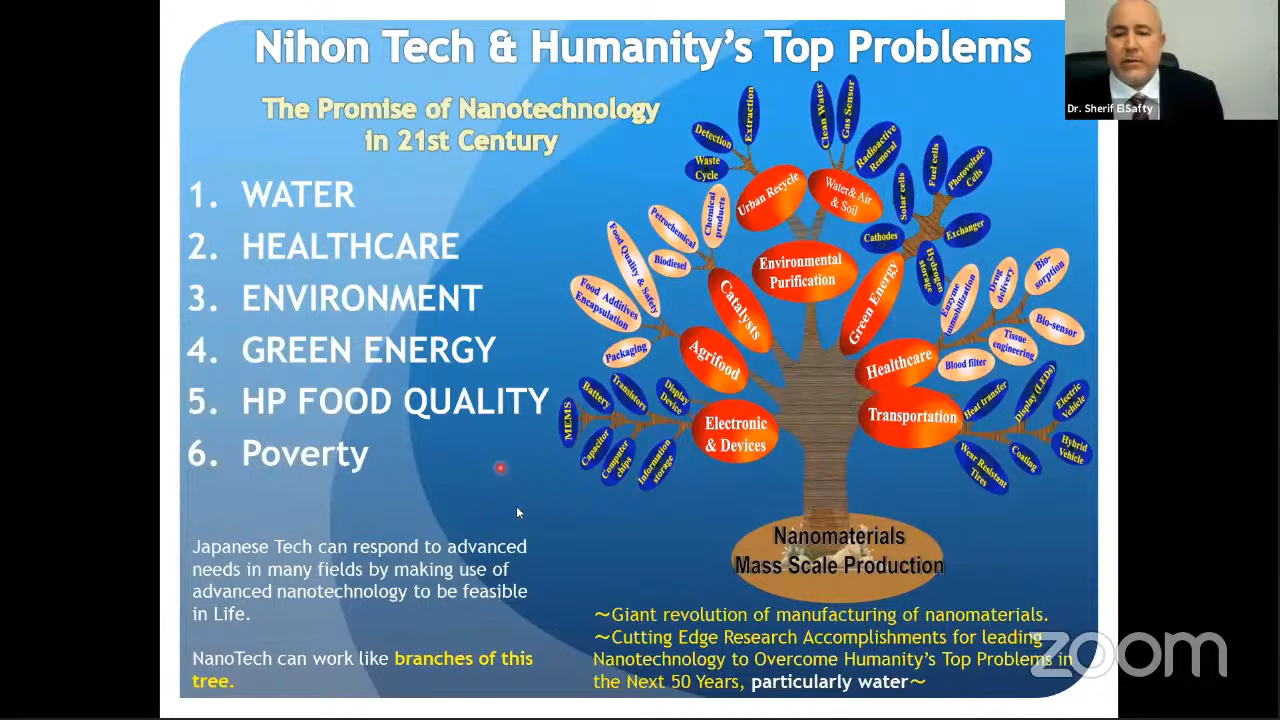 Nihon Tech & Humanity's Top Problems
Dr. Sherif ElSafty
The Promise of Nanotechnology
in 21st Century
1. WATER
2. HEALTHCARE
3. ENVIRONMENT
4. GREEN ENERGY
5. HP FOOD QUALITY
6. Poverty
Japanese Tech can respond to advanced
needs in many fields by making use of
advanced nanotechnology to be feasible
in Life.
NanoTech can work like branches of this
tree.
Extraction
Detection
Waste
Cycle
Urban Recycle
Clean Water
Gas Sensor
Radioactive
Removal
Water& Air
& Soil
Environmental
Purification
Chemical
products
Petrochemical
Biodiesel
Catalysts
Solar cells
Fuel cells
Photovoltaic
Cells
Cathodes
Exchanger
Hydrogen
storage
Green Energy
Food Quality & Safety
Food Additives
Encapsulation
Packaging
Agrifood
Enzyme
immobilization
Drug
delivery
Bio-
sorption
Bio-sensor
Tissue
engineering
Blood filter
Healthcare
MEMS
Battery
Transistors
Display
Device
Capacitor
Computer
chips
Information
storage
Electronic
& Devices
Transportation
Heat transfer
Display (LEDs)
Electric
Vehicle
Hybrid
Vehicle
Coating
Wear Resistant
Tires
Nanomaterials
Mass Scale Production
~Giant revolution of manufacturing of nanomaterials.
~Cutting Edge Research Accomplishments for leading
Nanotechnology to Overcome Humanity's Top Problems in
the Next 50 Years, particularly water~
zoom